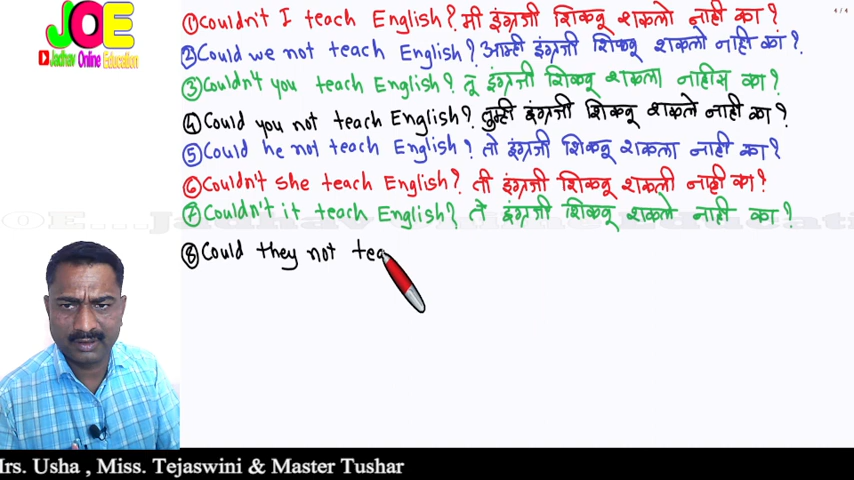 JOE
Jadhav Online Education
4 / 4
①Couldn't I teach English? मी इंग्रजी शिकवू शकलो नाही का?
②Could we not teach English? आम्ही इंग्रजी शिकवू शकलो नाही का?
③Couldn't you teach English? तू इंग्रजी शिकवू शकला नाहीस का?
④Could you not teach English? तुम्ही इंग्रजी शिकवू शकले नाही का?
⑤Could he not teach English? तो इंग्रजी शिकवू शकला नाही का?
⑥Couldn't she teach English? ती इंग्रजी शिकवू शकली नाही का?
⑦Couldn't it teach English? ते इंग्रजी शिकवू शकले नाही का?
⑧Could they not tea
Mrs. Usha , Miss. Tejaswini & Master Tushar